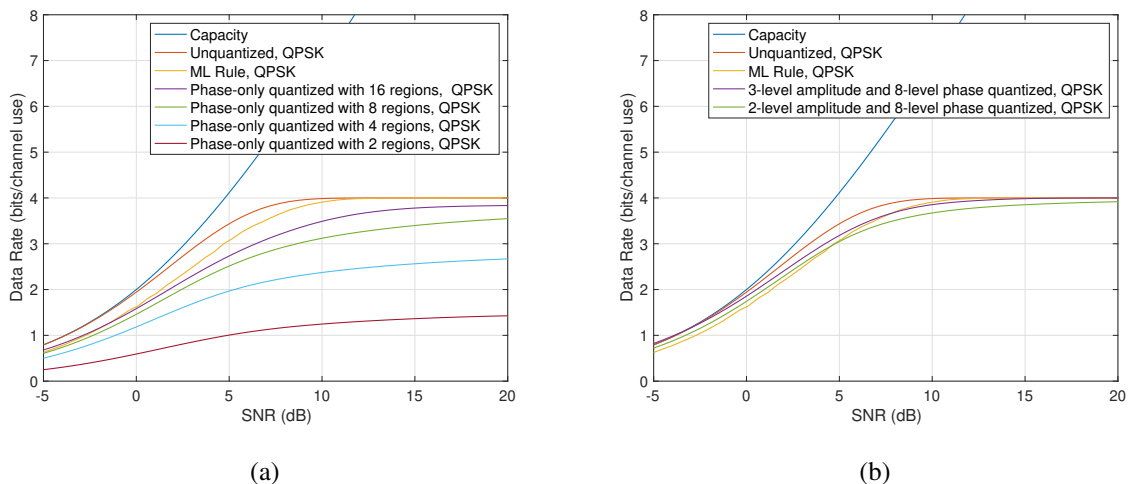 8
7
6
5
4
3
2
1
0
Data Rate (bits/channel use)
-5
0
5
10
15
20
SNR (dB)
Capacity
Unquantized, QPSK
ML Rule, QPSK
Phase-only quantized with 16 regions, QPSK
Phase-only quantized with 8 regions, QPSK
Phase-only quantized with 4 regions, QPSK
Phase-only quantized with 2 regions, QPSK
(a)
8
7
6
5
4
3
2
1
0
Data Rate (bits/channel use)
-5
0
5
10
15
20
SNR (dB)
Capacity
Unquantized, QPSK
ML Rule, QPSK
3-level amplitude and 8-level phase quantized, QPSK
2-level amplitude and 8-level phase quantized, QPSK
(b)